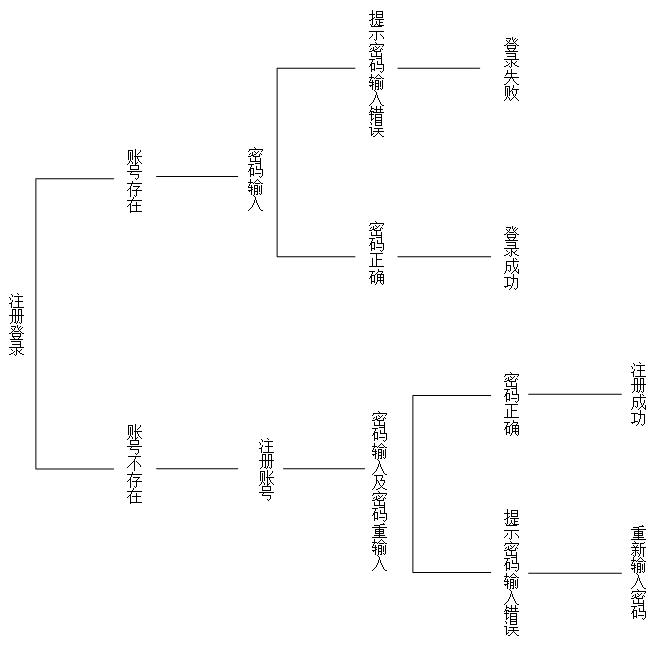 注册登录
账号存在
密码输入
提示密码输入错误
登录失败
密码正确
登录成功
账号不存在
注册账号
密码输入及密码重输入
密码正确
注册成功
提示密码输入错误
重新输入密码